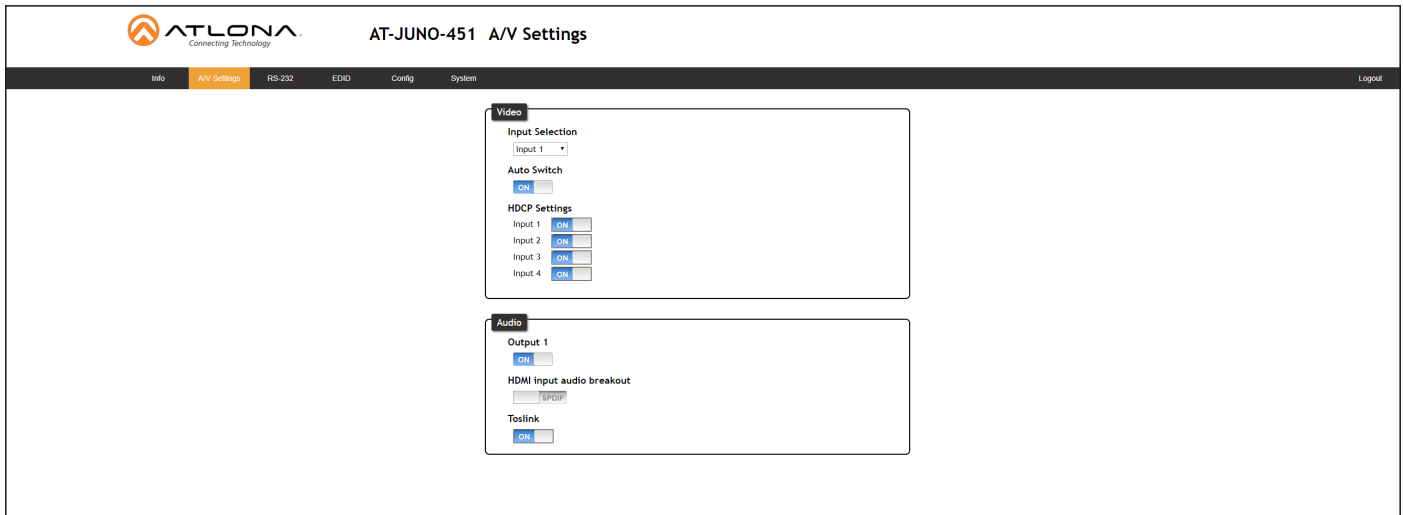 ATLONA.
Connecting Technology
AT-JUNO-451 A/V Settings
Info A/V Settings RS-232 EDID Config System Logout
Video
Input Selection
Input 1
Auto Switch
ON
HDCP Settings
Input 1 ON
Input 2 ON
Input 3 ON
Input 4 ON
Audio
Output 1
ON
HDMI input audio breakout
SPDIF
Toslink
ON